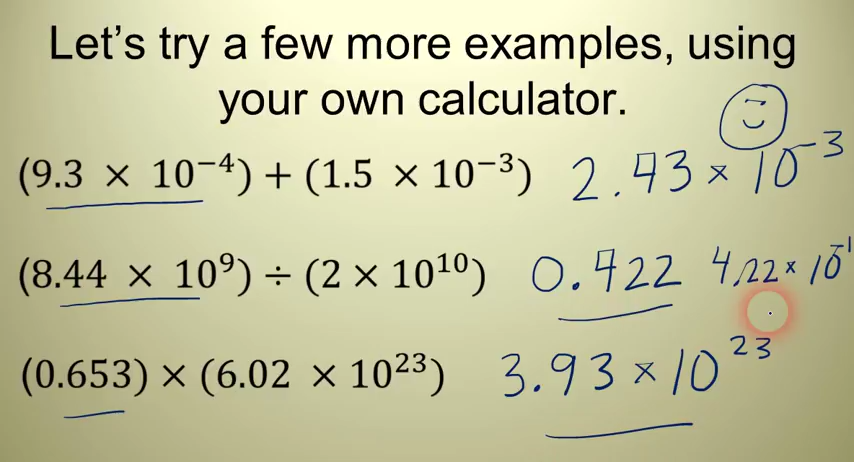 Let's try a few more examples, using
your own calculator.
(9.3 × 10⁻⁴) + (1.5 × 10⁻³) 2.43 × 10⁻³
(8.44 × 10⁹) ÷ (2 × 10¹⁰) 0.422 4.22 × 10⁻¹
(0.653) × (6.02 × 10²³) 3.93 × 10²³